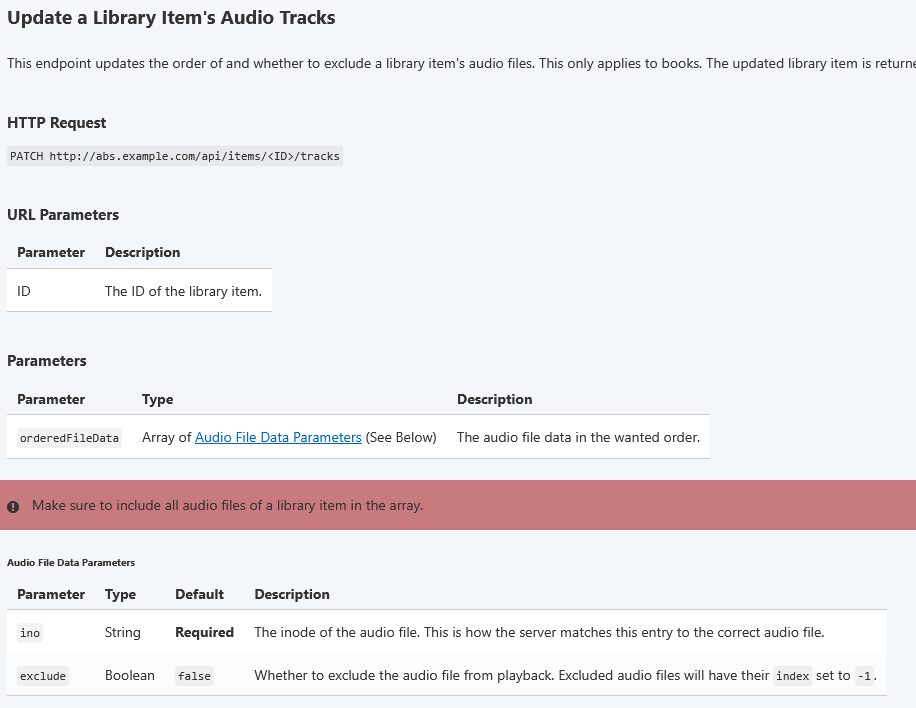 Update a Library Item's Audio Tracks
This endpoint updates the order of and whether to exclude a library item's audio files. This only applies to books. The updated library item is returne
HTTP Request
PATCH http://abs.example.com/api/items/<ID>/tracks
URL Parameters
Parameter Description
ID The ID of the library item.
Parameters
Parameter Type Description
orderedFileData Array of Audio File Data Parameters (See Below) The audio file data in the wanted order.
Make sure to include all audio files of a library item in the array.
Audio File Data Parameters
Parameter Type Default Description
ino String Required The inode of the audio file. This is how the server matches this entry to the correct audio file.
exclude Boolean false Whether to exclude the audio file from playback. Excluded audio files will have their index set to -1.